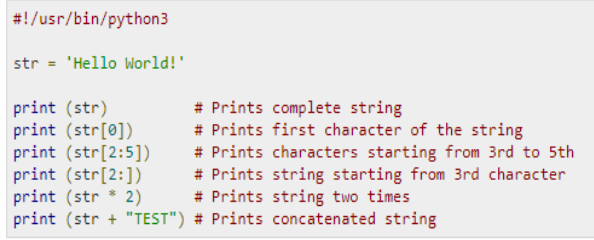 #!/usr/bin/python3
str = 'Hello World!'
print (str)          # Prints complete string
print (str[0])       # Prints first character of the string
print (str[2:5])     # Prints characters starting from 3rd to 5th
print (str[2:])      # Prints string starting from 3rd character
print (str * 2)      # Prints string two times
print (str + "TEST") # Prints concatenated string